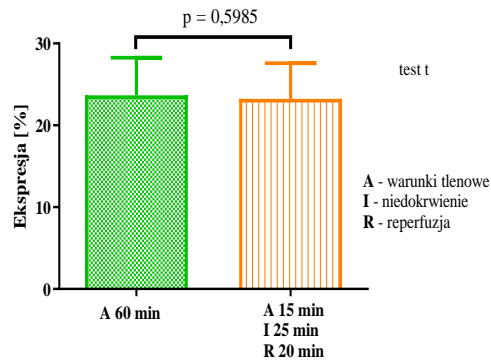 p = 0,5985
30
20
10
0
Ekspresja [%]
test t
A - warunki tlenowe
I - niedokrwienie
R - reperfuzja
A 60 min
A 15 min
I 25 min
R 20 min